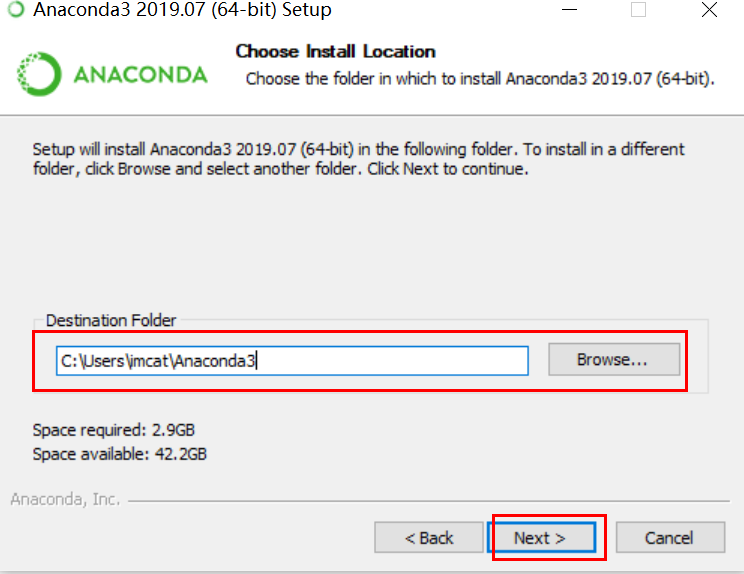 Anaconda3 2019.07 (64-bit) Setup
ANACONDA
Choose Install Location
Choose the folder in which to install Anaconda3 2019.07 (64-bit).
Setup will install Anaconda3 2019.07 (64-bit) in the following folder. To install in a different
folder, click Browse and select another folder. Click Next to continue.
Destination Folder
C:\Users\jmcat\Anaconda3
Browse...
Space required: 2.9GB
Space available: 42.2GB
Anaconda, Inc.
< Back
Next >
Cancel